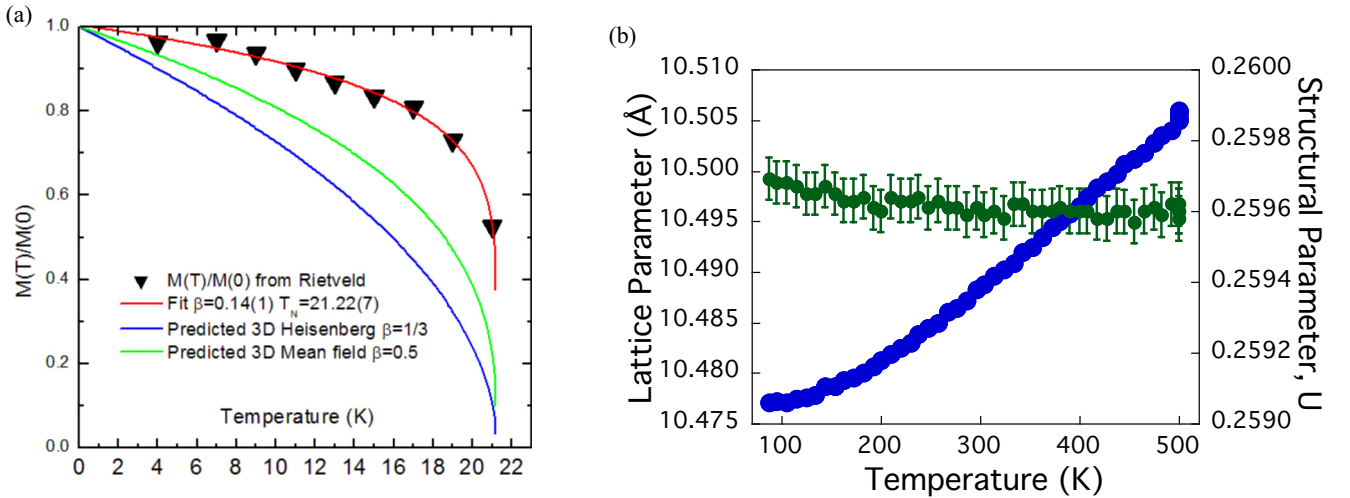 (a)
1.0
0.8
0.6
0.4
0.2
0.0
M(T)/M(0)
M(T)/M(0) from Rietveld
Fit β=0.14(1) T_N=21.22(7)
Predicted 3D Heisenberg β=1/3
Predicted 3D Mean field β=0.5
Temperature (K)
0 2 4 6 8 10 12 14 16 18 20 22
(b)
10.510
10.505
10.500
10.495
10.490
10.485
10.480
10.475
Lattice Parameter (Å)
0.2600
0.2598
0.2596
0.2594
0.2592
0.2590
Structural Parameter, U
100 200 300 400 500
Temperature (K)